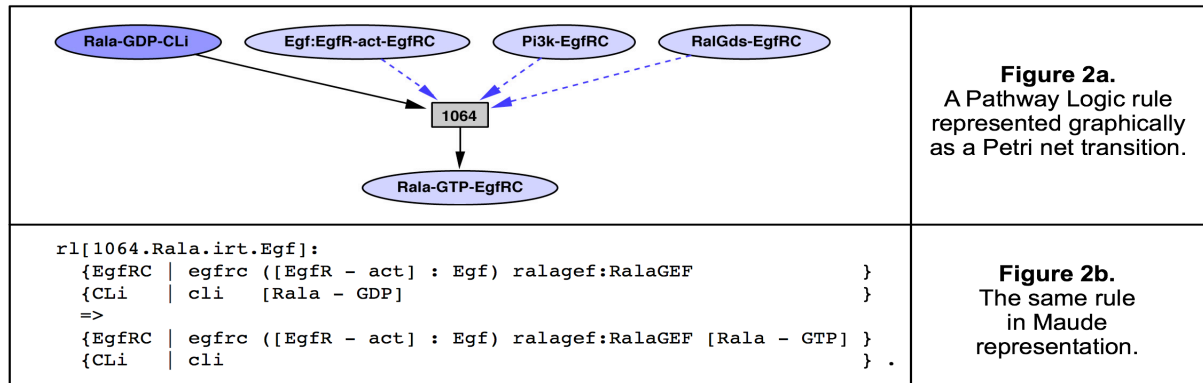 Rala-GDP-CLi Egf:EgfR-act-EgfRC Pi3k-EgfRC RalGds-EgfRC
1064
Rala-GTP-EgfRC
Figure 2a.
A Pathway Logic rule
represented graphically
as a Petri net transition.
rl[1064.Rala.irt.Egf]:
{EgfRC | egfrc ([EgfR - act] : Egf) ralagef:RalaGEF }
{CLi | cli [Rala - GDP] }
=>
{EgfRC | egfrc ([EgfR - act] : Egf) ralagef:RalaGEF [Rala - GTP] }
{CLi | cli } .
Figure 2b.
The same rule
in Maude
representation.